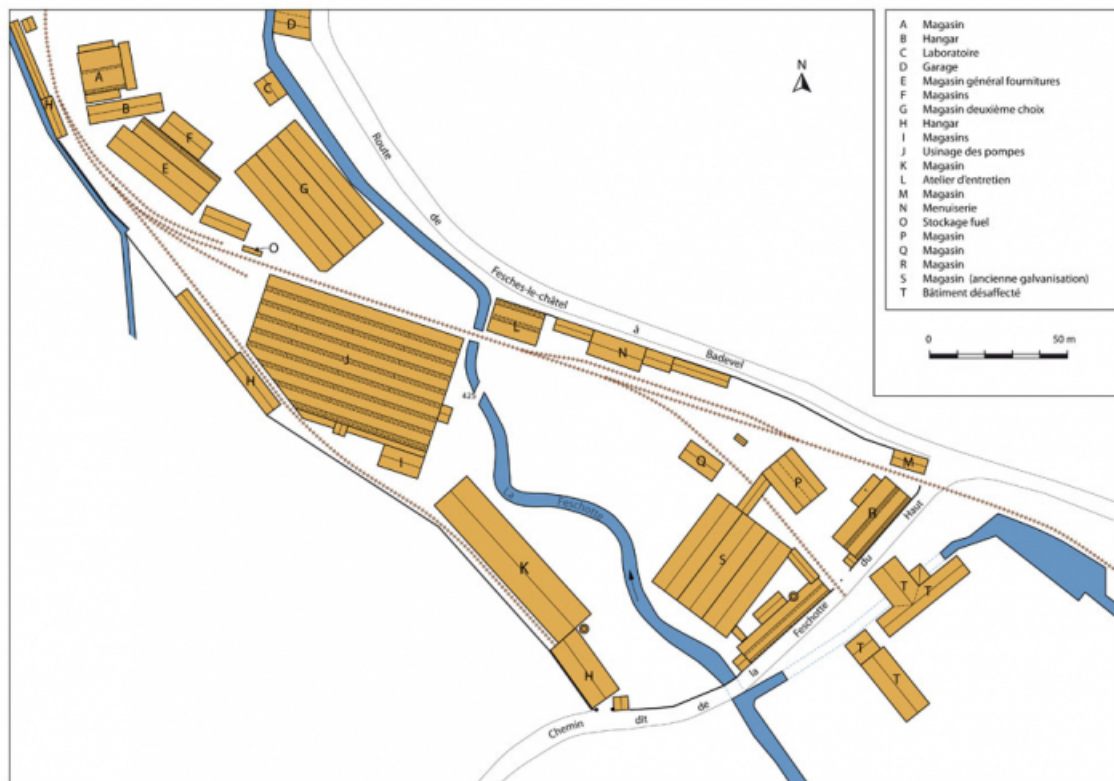 A Magasin
B Hangar
C Laboratoire
D Garage
E Magasin général fournitures
F Magasins
G Magasin deuxième choix
H Hangar
I Magasins
J Usinage des pompes
K Magasin
L Atelier d'entretien
M Magasin
N Menuiserie
O Stockage fuel
P Magasin
Q Magasin
R Magasin
S Magasin (ancienne galvanisation)
T Bâtiment désaffecté
0 50 m
N
D
C
A
H
B
F
E
G
O
Route
de
Fesches-le-châtel
à
Badevel
L
N
J
H
425
I
Q
P
M
R
La Feschotte
K
S
H
T
T
T
T
Chemin
dit
de
la
Feschotte
du
Haut